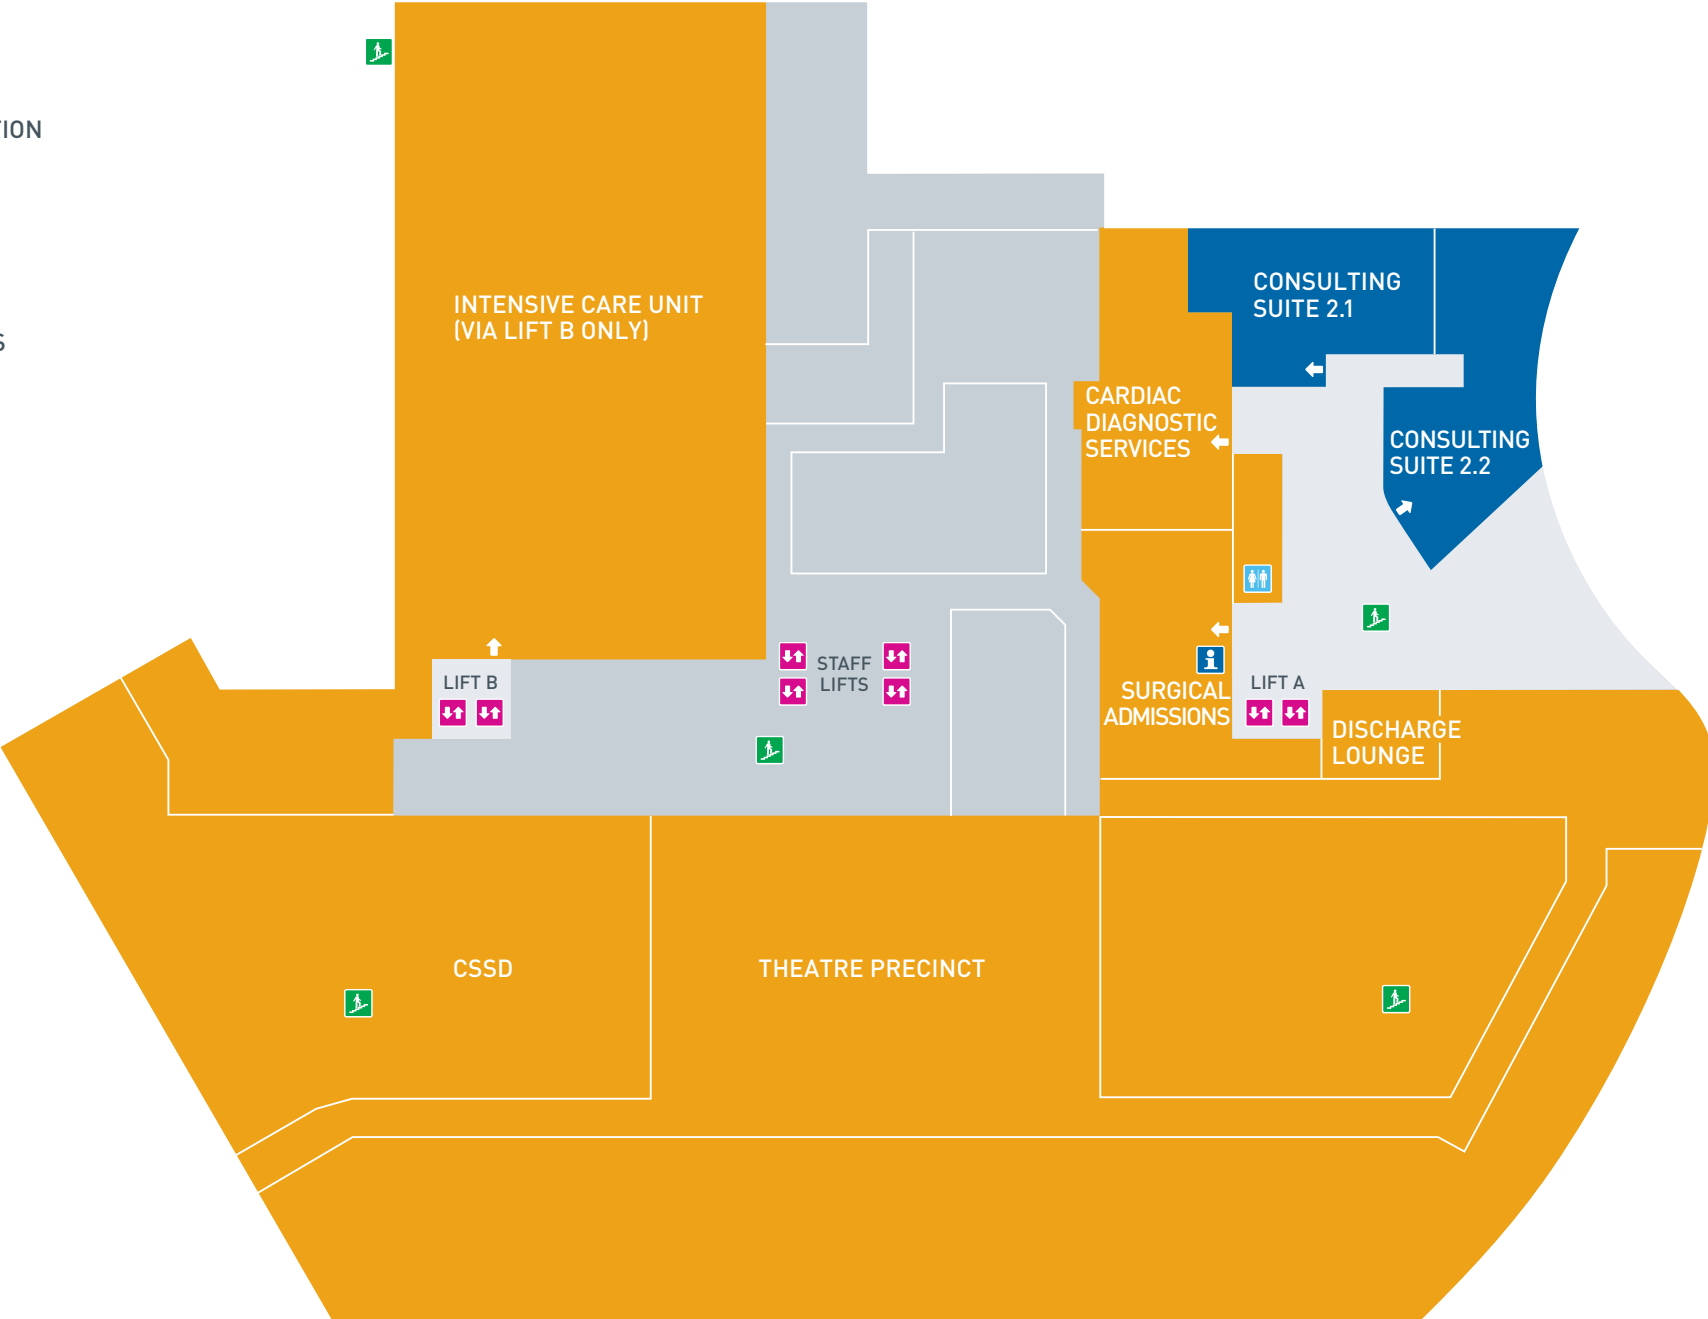 INTENSIVE CARE UNIT
(VIA LIFT B ONLY)
CONSULTING
SUITE 2.1
CARDIAC
DIAGNOSTIC
SERVICES
CONSULTING
SUITE 2.2
LIFT B
STAFF
LIFTS
SURGICAL
ADMISSIONS
LIFT A
DISCHARGE
LOUNGE
CSSD
THEATRE PRECINCT